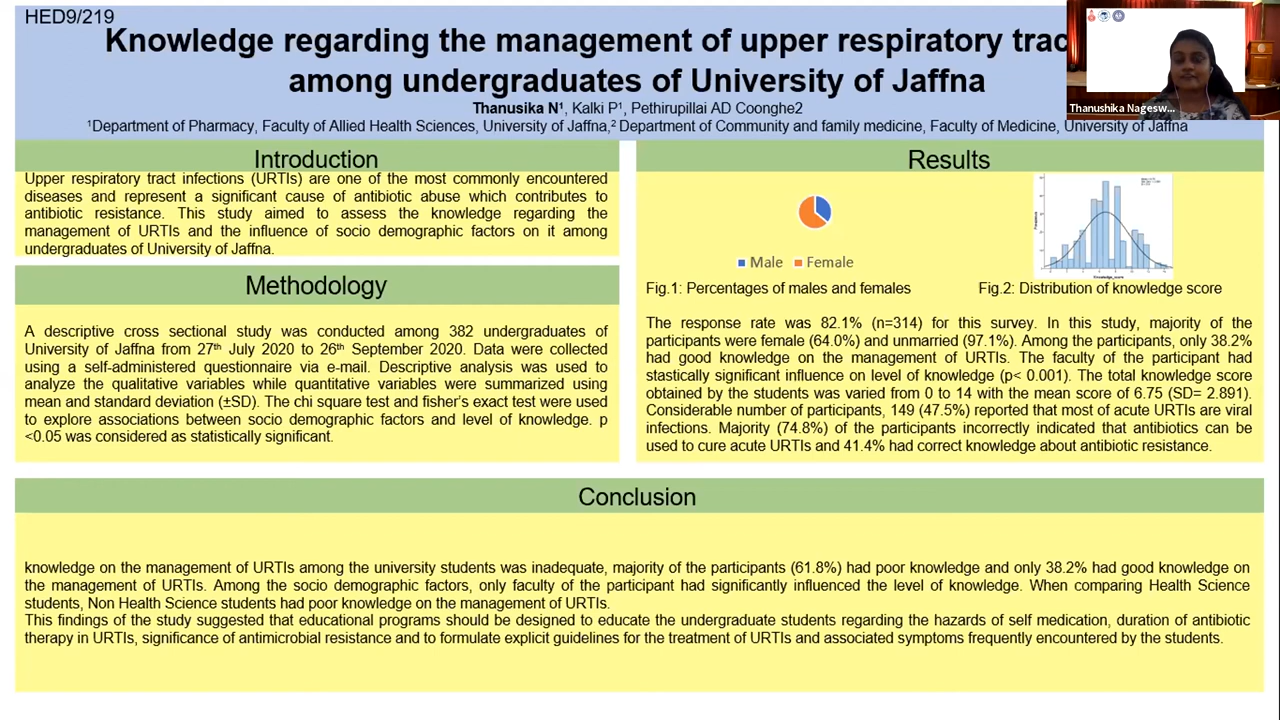 HED9/219
Knowledge regarding the management of upper respiratory trac
among undergraduates of University of Jaffna
Thanusika N¹, Kalki P¹, Pethirupillai AD Coonghe2
¹Department of Pharmacy, Faculty of Allied Health Sciences, University of Jaffna,² Department of Community and family medicine, Faculty of Medicine, University of Jaffna
Thanushika Nagesw...
Introduction
Upper respiratory tract infections (URTIs) are one of the most commonly encountered
diseases and represent a significant cause of antibiotic abuse which contributes to
antibiotic resistance. This study aimed to assess the knowledge regarding the
management of URTIs and the influence of socio demographic factors on it among
undergraduates of University of Jaffna.
Methodology
A descriptive cross sectional study was conducted among 382 undergraduates of
University of Jaffna from 27ᵗʰ July 2020 to 26ᵗʰ September 2020. Data were collected
using a self-administered questionnaire via e-mail. Descriptive analysis was used to
analyze the qualitative variables while quantitative variables were summarized using
mean and standard deviation (±SD). The chi square test and fisher's exact test were used
to explore associations between socio demographic factors and level of knowledge. p
<0.05 was considered as statistically significant.
Results
Male Female
Fig.1: Percentages of males and females
Fig.2: Distribution of knowledge score
The response rate was 82.1% (n=314) for this survey. In this study, majority of the
participants were female (64.0%) and unmarried (97.1%). Among the participants, only 38.2%
had good knowledge on the management of URTIs. The faculty of the participant had
stastically significant influence on level of knowledge (p< 0.001). The total knowledge score
obtained by the students was varied from 0 to 14 with the mean score of 6.75 (SD= 2.891).
Considerable number of participants, 149 (47.5%) reported that most of acute URTIs are viral
infections. Majority (74.8%) of the participants incorrectly indicated that antibiotics can be
used to cure acute URTIs and 41.4% had correct knowledge about antibiotic resistance.
Conclusion
knowledge on the management of URTIs among the university students was inadequate, majority of the participants (61.8%) had poor knowledge and only 38.2% had good knowledge on
the management of URTIs. Among the socio demographic factors, only faculty of the participant had significantly influenced the level of knowledge. When comparing Health Science
students, Non Health Science students had poor knowledge on the management of URTIs.
This findings of the study suggested that educational programs should be designed to educate the undergraduate students regarding the hazards of self medication, duration of antibiotic
therapy in URTIs, significance of antimicrobial resistance and to formulate explicit guidelines for the treatment of URTIs and associated symptoms frequently encountered by the students.